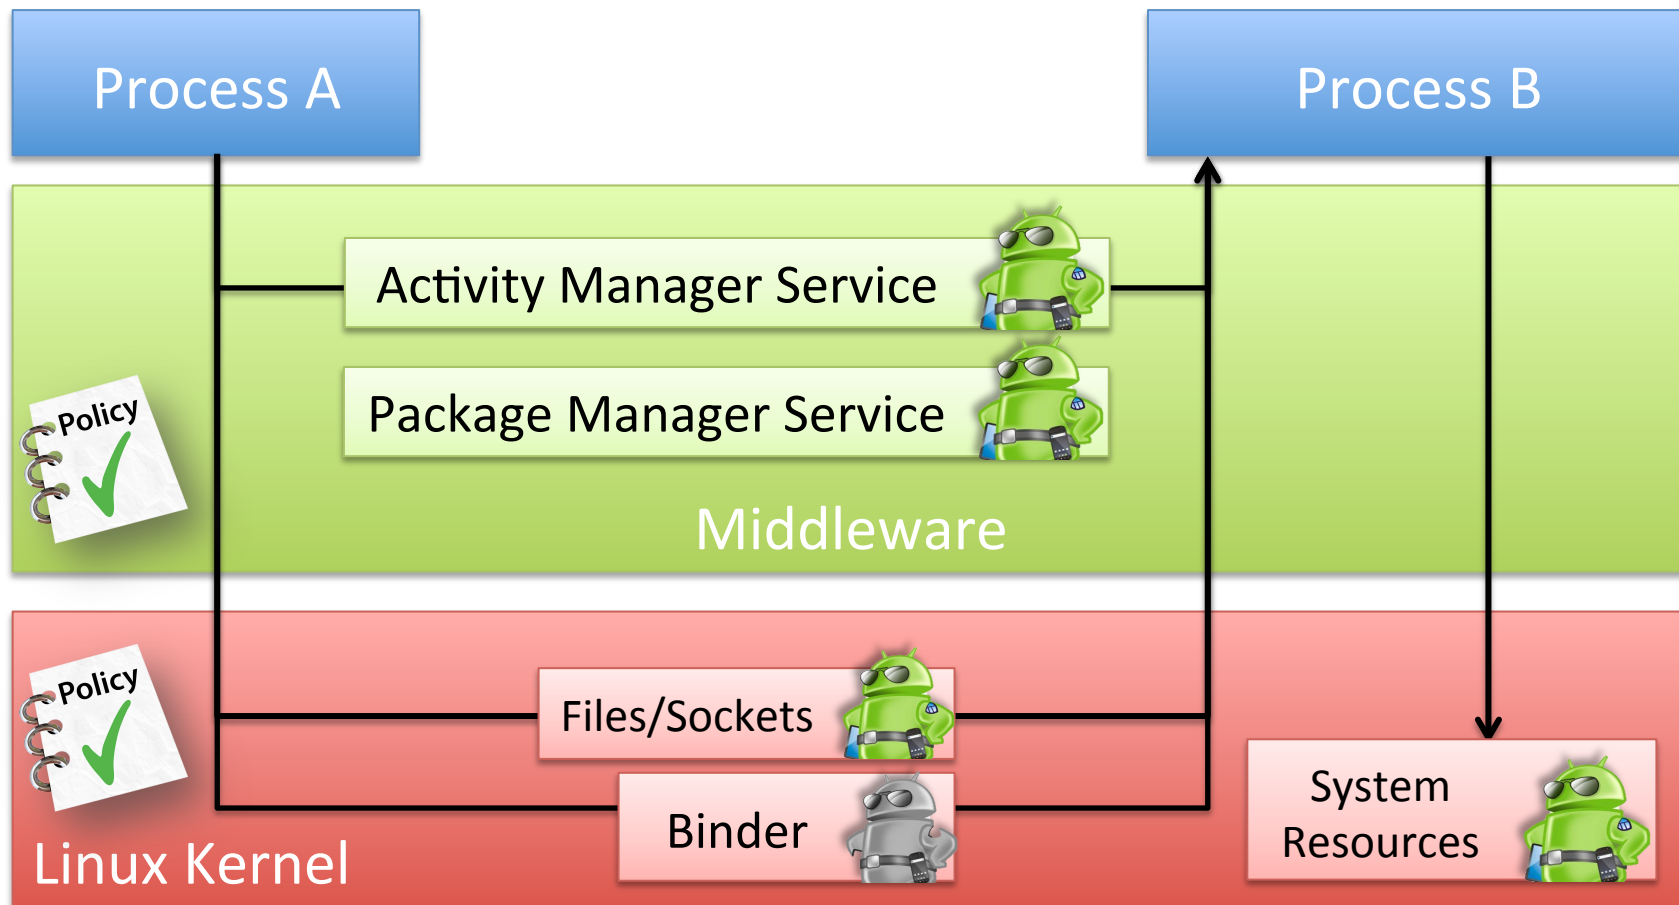 Process A
Process B
Activity Manager Service
Package Manager Service
Policy
Middleware
Policy
Files/Sockets
Binder
System
Resources
Linux Kernel